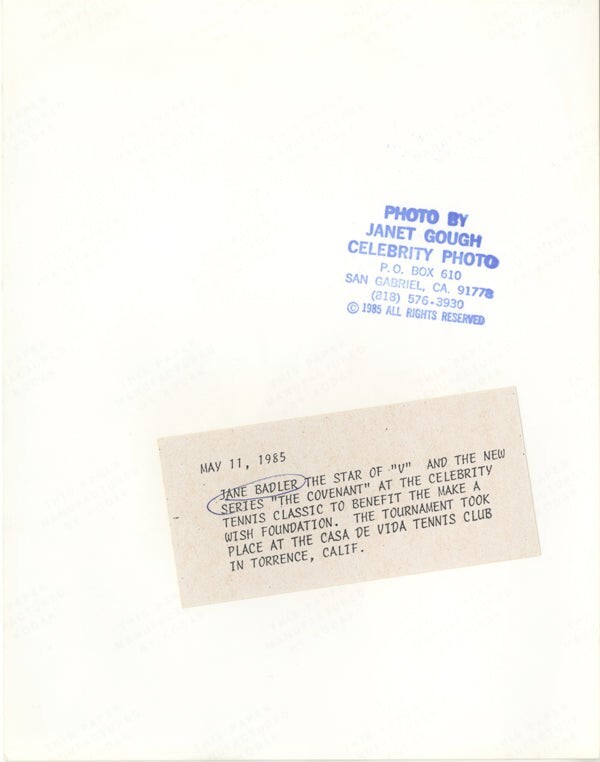 PHOTO BY
JANET GOUGH
CELEBRITY PHOTO
P.O. BOX 610
SAN GABRIEL, CA. 91778
(818) 576-3930
© 1985 ALL RIGHTS RESERVED
MAY 11, 1985
JANE BADLER THE STAR OF "V" AND THE NEW
SERIES "THE COVENANT" AT THE CELEBRITY
TENNIS CLASSIC TO BENEFIT THE MAKE A
WISH FOUNDATION. THE TOURNAMENT TOOK
PLACE AT THE CASA DE VIDA TENNIS CLUB
IN TORRENCE, CALIF.